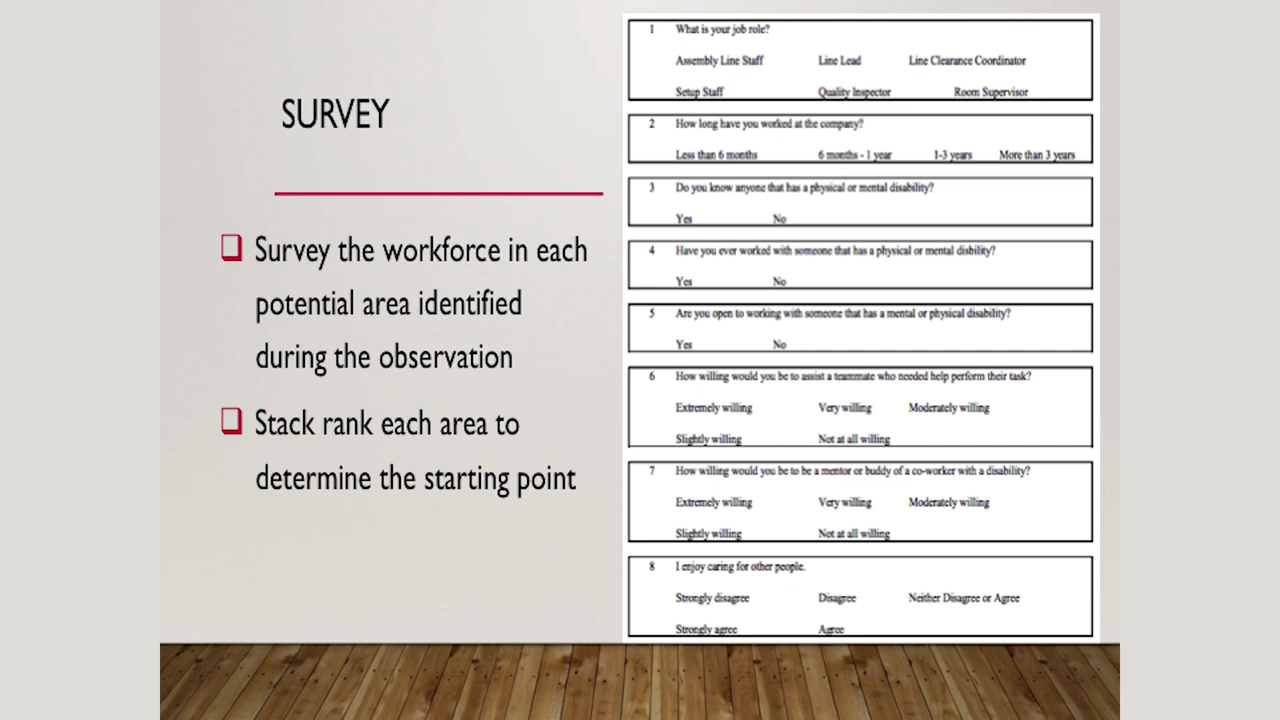 SURVEY
Survey the workforce in each
potential area identified
during the observation
Stack rank each area to
determine the starting point
1 What is your job role?
Assembly Line Staff Line Lead Line Clearance Coordinator
Setup Staff Quality Inspector Room Supervisor
2 How long have you worked at the company?
Less than 6 months 6 months - 1 year 1-3 years More than 3 years
3 Do you know anyone that has a physical or mental disability?
Yes No
4 Have you ever worked with someone that has a physical or mental disbility?
Yes No
5 Are you open to working with someone that has a mental or physical disability?
Yes No
6 How willing would you be to assist a teammate who needed help perform their task?
Extremely willing Very willing Moderately willing
Slightly willing Not at all willing
7 How willing would you be to be a mentor or buddy of a co-worker with a disability?
Extremely willing Very willing Moderately willing
Slightly willing Not at all willing
8 I enjoy caring for other people.
Strongly disagree Disagree Neither Disagree or Agree
Strongly agree Agree